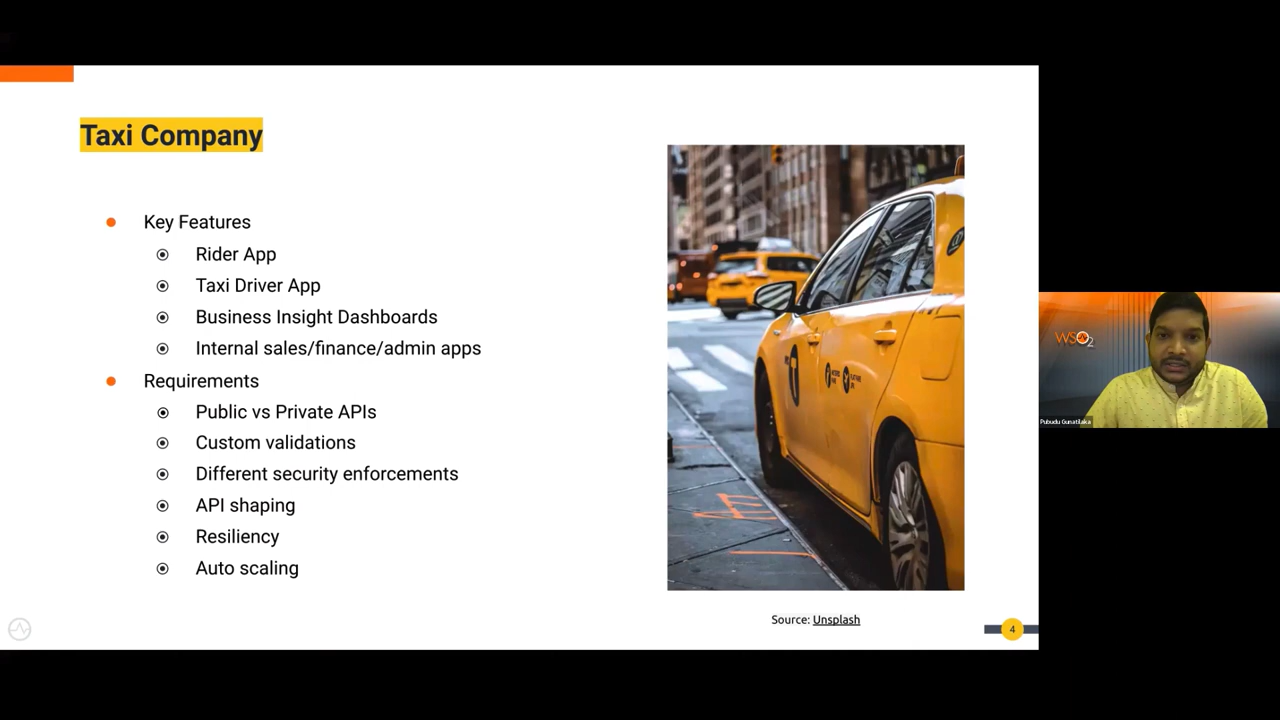 Taxi Company
Key Features
Rider App
Taxi Driver App
Business Insight Dashboards
Internal sales/finance/admin apps
Requirements
Public vs Private APIs
Custom validations
Different security enforcements
API shaping
Resiliency
Auto scaling
Source: Unsplash
4
WSO2
Pubudu Gunatilaka